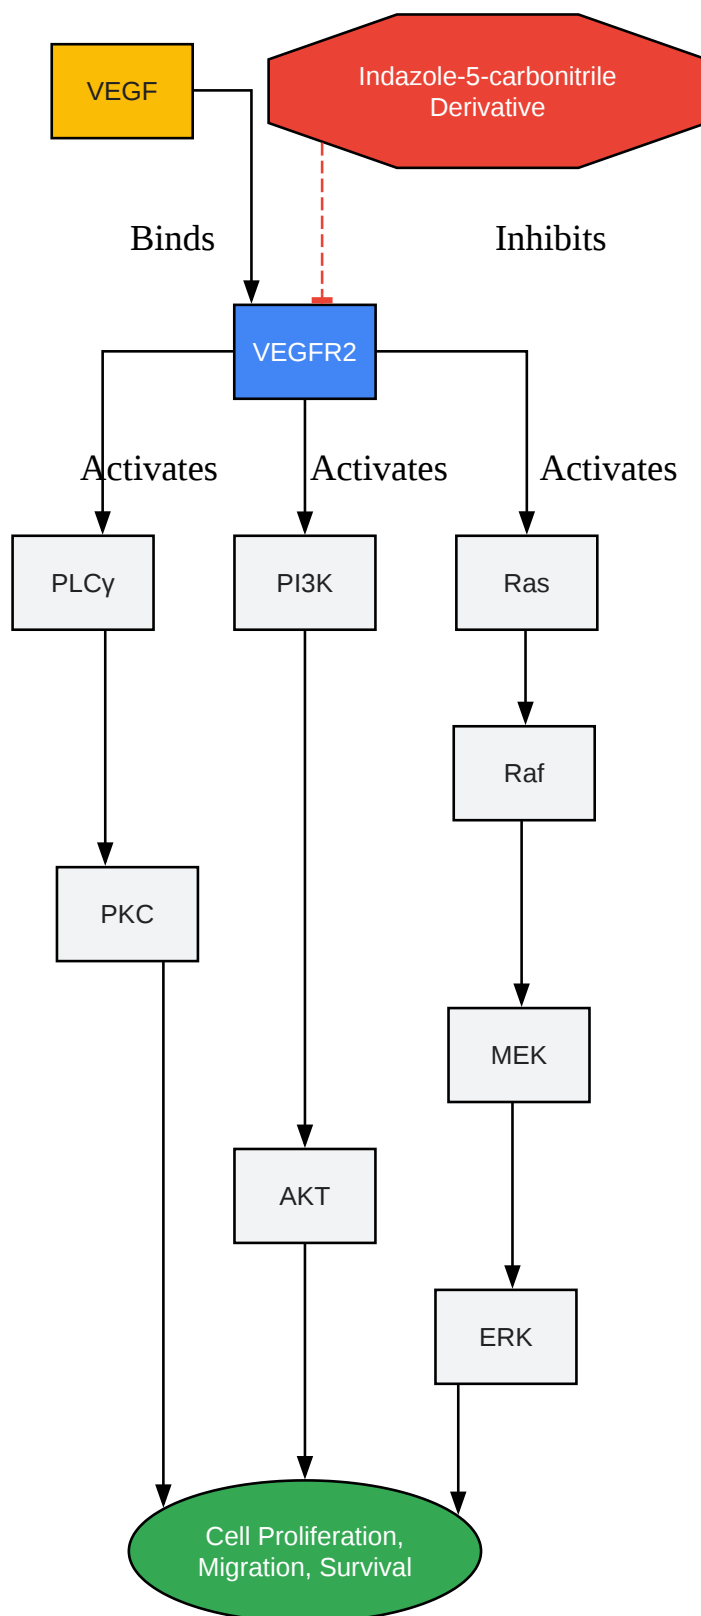 VEGF
Indazole-5-carbonitrile
Derivative
Binds
Inhibits
VEGFR2
Activates
Activates
Activates
PLCγ
PI3K
Ras
Raf
PKC
MEK
AKT
ERK
Cell Proliferation,
Migration, Survival